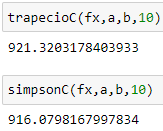 trapecioC(fx,a,b,10)
921.3203178403933
simpsonC(fx,a,b,10)
916.0798167997834